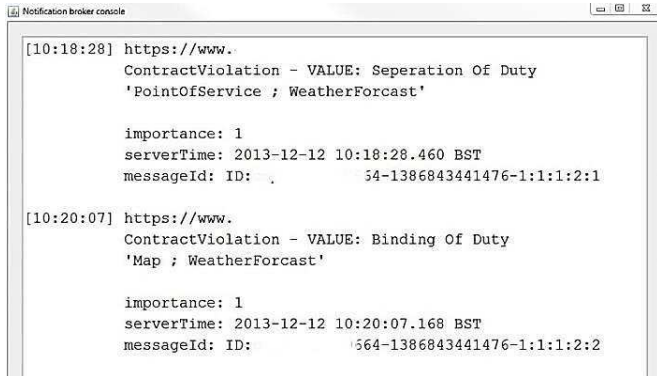 Notification broker console
[10:18:28] https://www.
ContractViolation - VALUE: Seperation Of Duty
'PointOfService ; WeatherForcast'
importance: 1
serverTime: 2013-12-12 10:18:28.460 BST
messageId: ID: 54-1386843441476-1:1:1:2:1
[10:20:07] https://www.
ContractViolation - VALUE: Binding Of Duty
'Map ; WeatherForcast'
importance: 1
serverTime: 2013-12-12 10:20:07.168 BST
messageId: ID: 564-1386843441476-1:1:1:2:2